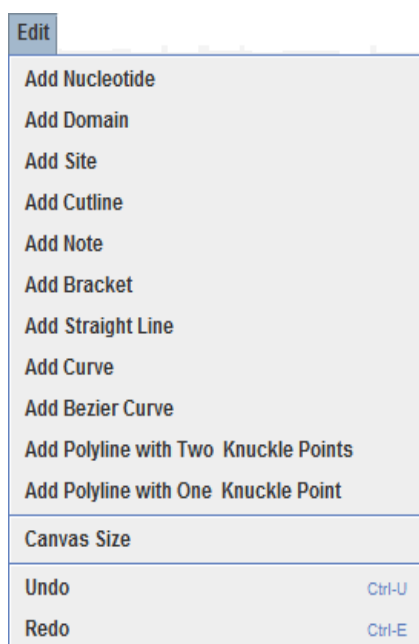 Edit
Add Nucleotide
Add Domain
Add Site
Add Cutline
Add Note
Add Bracket
Add Straight Line
Add Curve
Add Bezier Curve
Add Polyline with Two Knuckle Points
Add Polyline with One Knuckle Point
Canvas Size
Undo Ctrl-U
Redo Ctrl-E